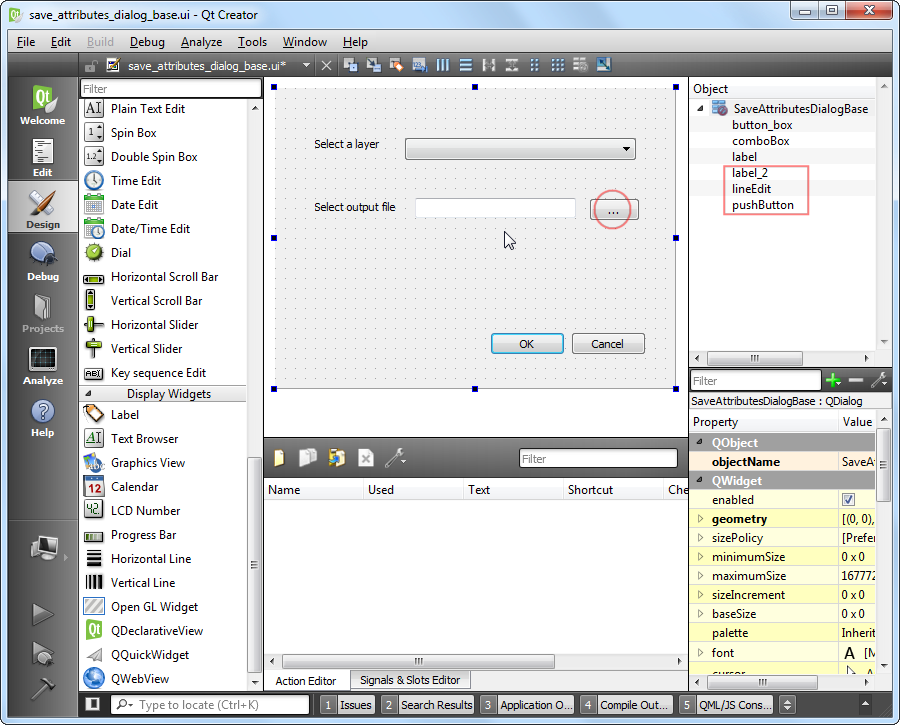 save_attributes_dialog_base.ui - Qt Creator
File Edit Build Debug Analyze Tools Window Help
save_attributes_dialog_base.ui*
Welcome
Edit
Design
Debug
Projects
Analyze
Help
Filter
Plain Text Edit
Spin Box
Double Spin Box
Time Edit
Date Edit
Date/Time Edit
Dial
Horizontal Scroll Bar
Vertical Scroll Bar
Horizontal Slider
Vertical Slider
Key sequence Edit
Display Widgets
Label
Text Browser
Graphics View
Calendar
LCD Number
Progress Bar
Horizontal Line
Vertical Line
Open GL Widget
QDeclarativeView
QQuickWidget
QWebView
Select a layer
Select output file
...
OK Cancel
Filter
Name Used Text Shortcut Che
Action Editor Signals & Slots Editor
Object
SaveAttributesDialogBase
button_box
comboBox
label
label_2
lineEdit
pushButton
Filter
SaveAttributesDialogBase : QDialog
Property Value
QObject
objectName SaveA
QWidget
enabled
geometry [(0, 0),
sizePolicy [Prefer
minimumSize 0 x 0
maximumSize 167772
sizeIncrement 0 x 0
baseSize 0 x 0
palette Inherit
font A [M
cursor
Type to locate (Ctrl+K) 1 Issues 2 Search Results 3 Application O... 4 Compile Out... 5 QML/JS Cons...